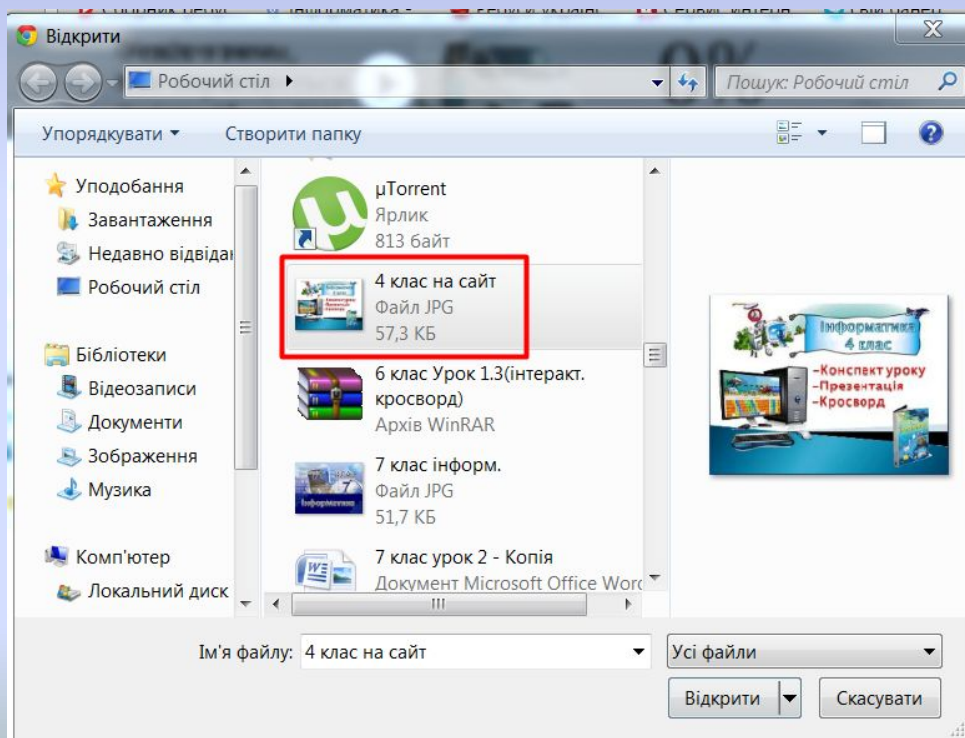 Відкрити
Робочий стіл
Пошук: Робочий стіл
Упорядкувати
Створити папку
Уподобання
Завантаження
Недавно відвідан
Робочий стіл
Бібліотеки
Відеозаписи
Документи
Зображення
Музика
Комп'ютер
Локальний диск
µTorrent
Ярлик
813 байт
4 клас на сайт
Файл JPG
57,3 КБ
6 клас Урок 1.3(інтеракт.
кросворд)
Архів WinRAR
7 клас інформ.
Файл JPG
51,7 КБ
7 клас урок 2 - Копія
Документ Microsoft Office Word
Інформатика
4 клас
-Конспект уроку
-Презентація
-Кросворд
Ім'я файлу:
4 клас на сайт
Усі файли
Відкрити
Скасувати